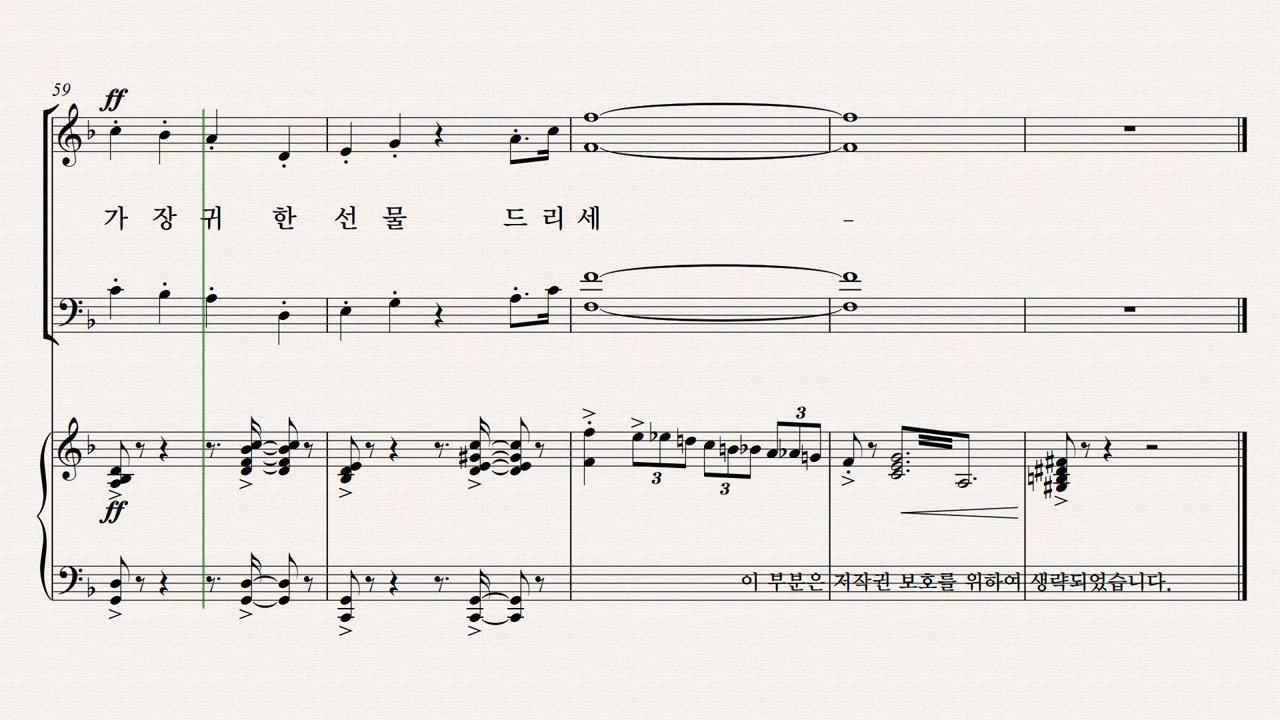 59
ff
가 장 귀 한 선 물 드 리 세 -
3
ff
3
3
이 부분은 저작권 보호를 위하여 생략되었습니다.